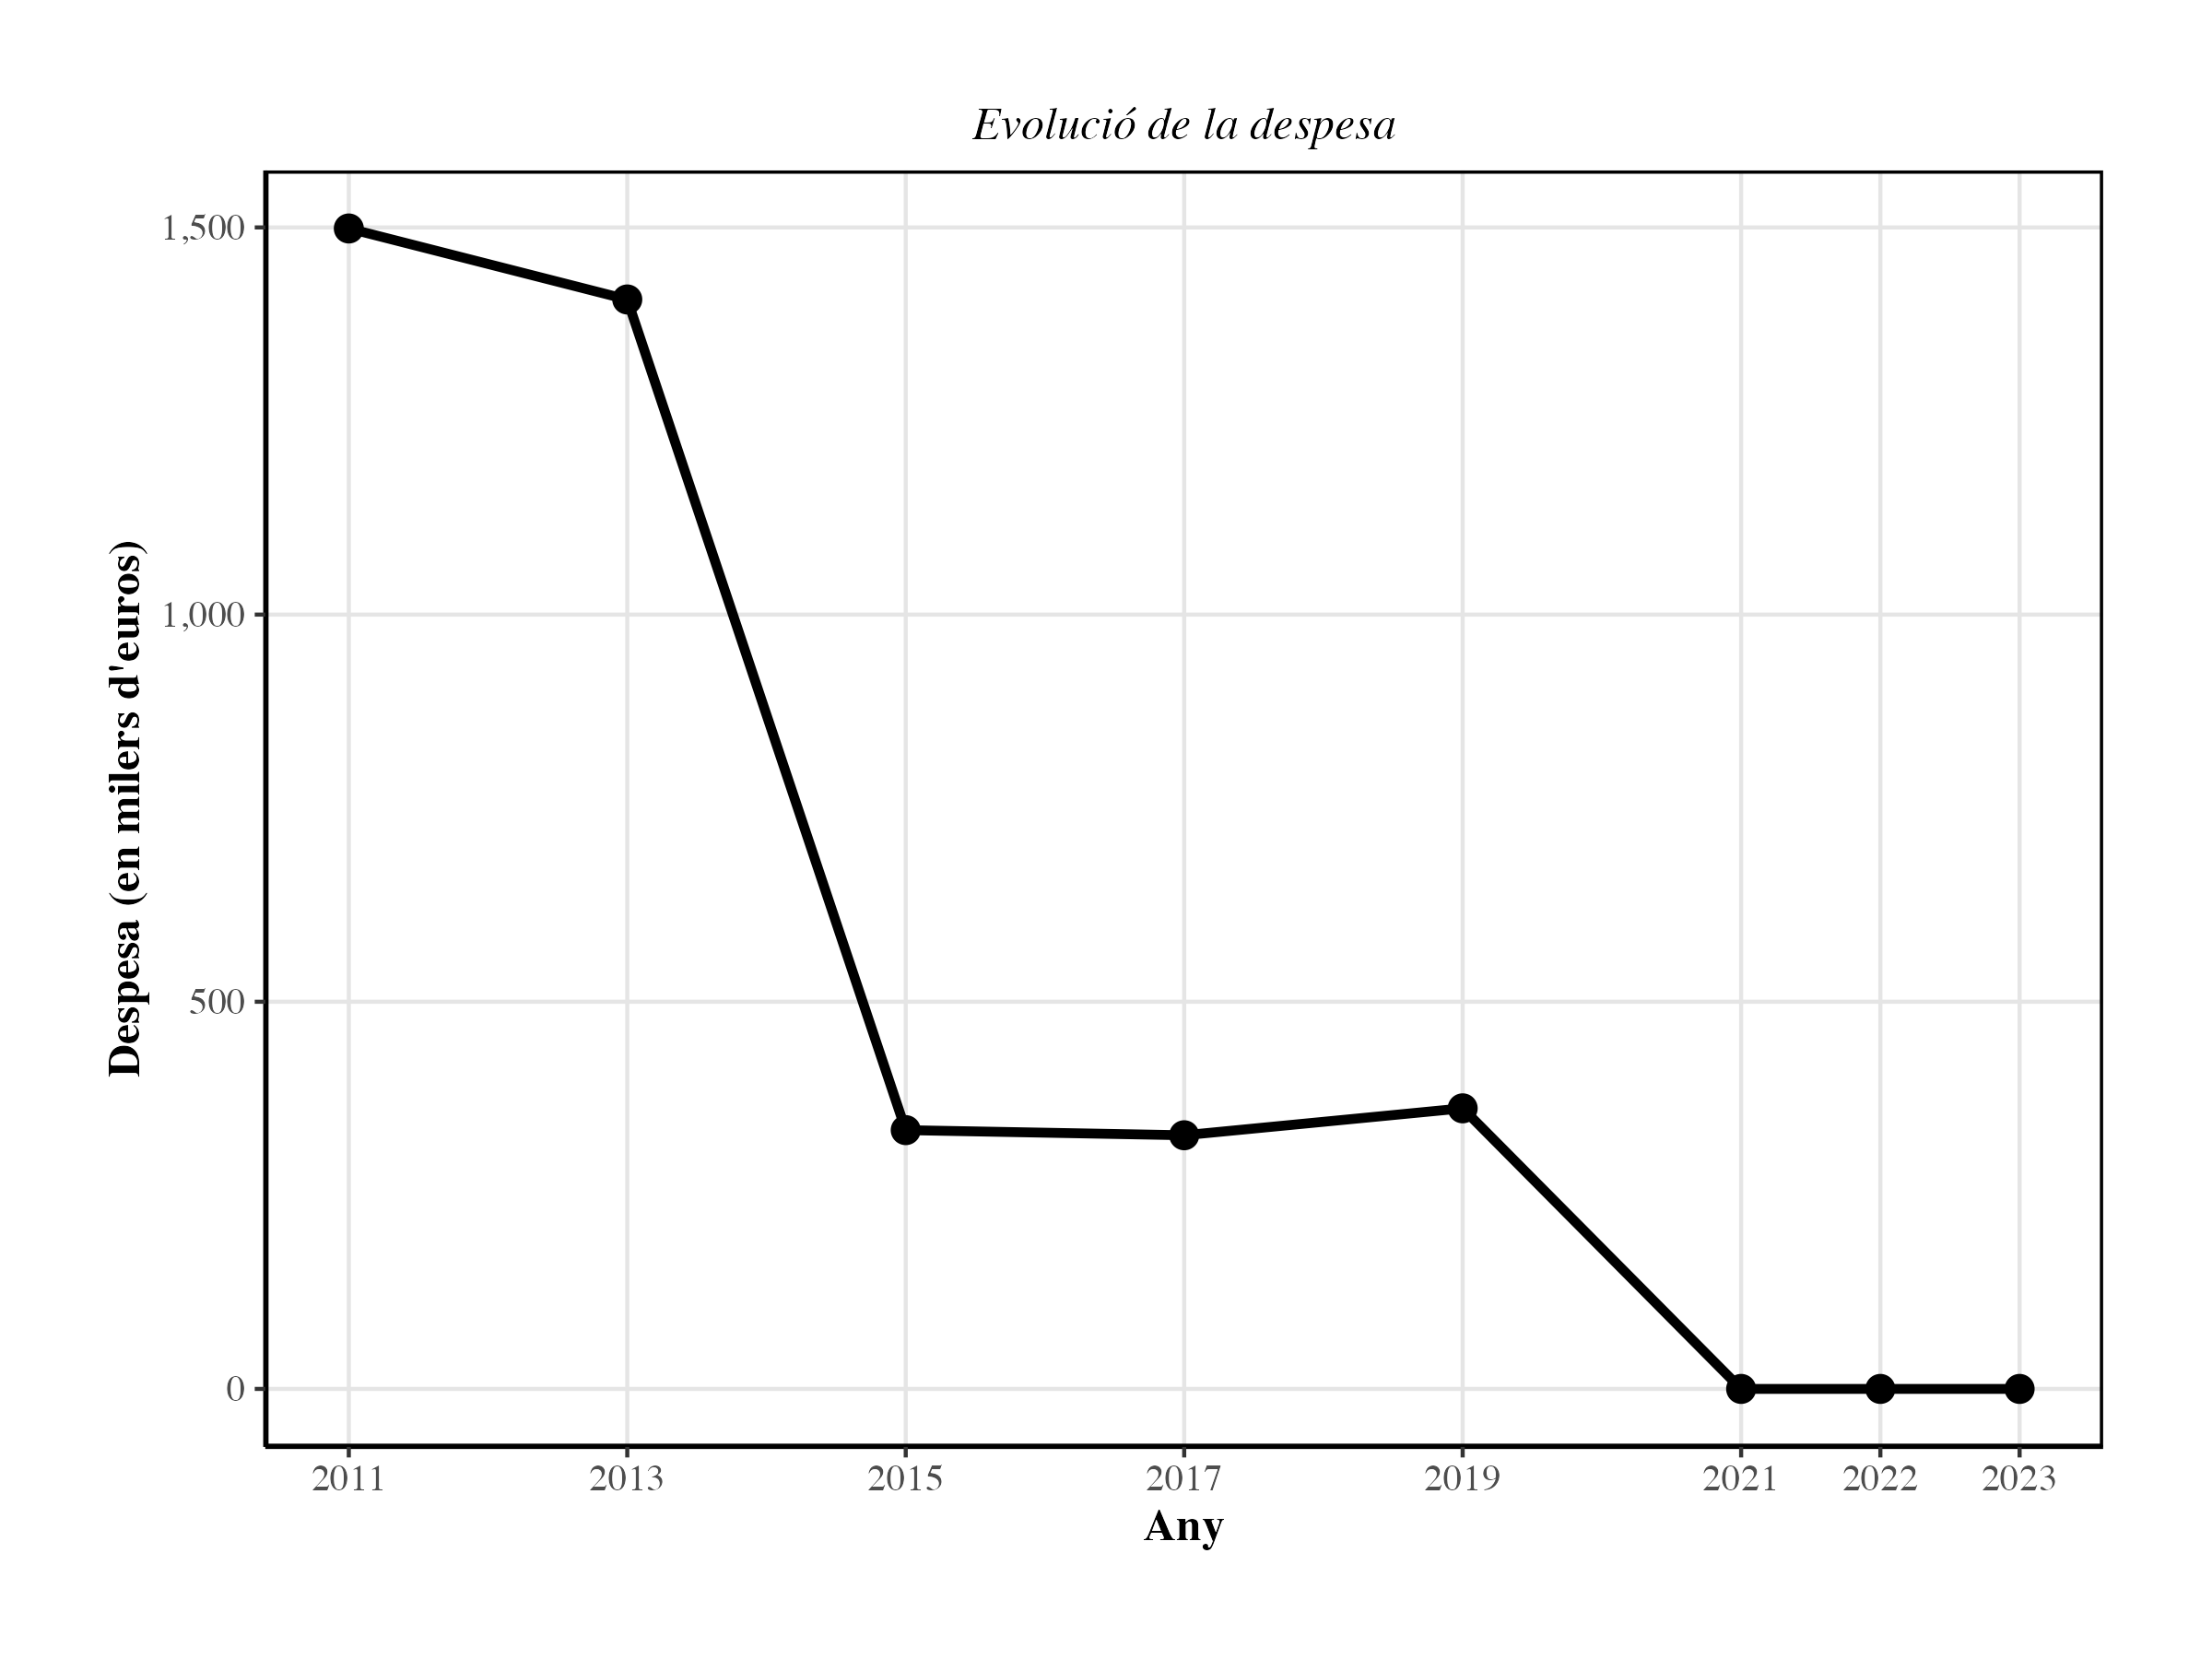 Evolució de la despesa
Despesa (en milers d'euros)
1,500
1,000
500
0
2011 2013 2015 2017 2019 2021 2022 2023
Any